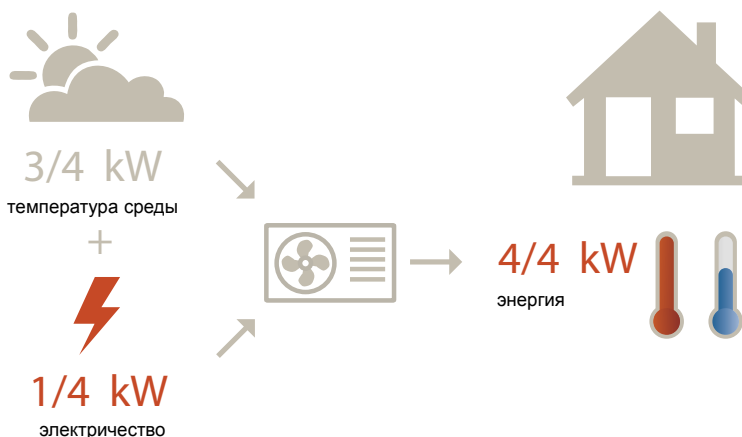 3/4 kW
температура среды
+
1/4 kW
электричество
4/4 kW
энергия